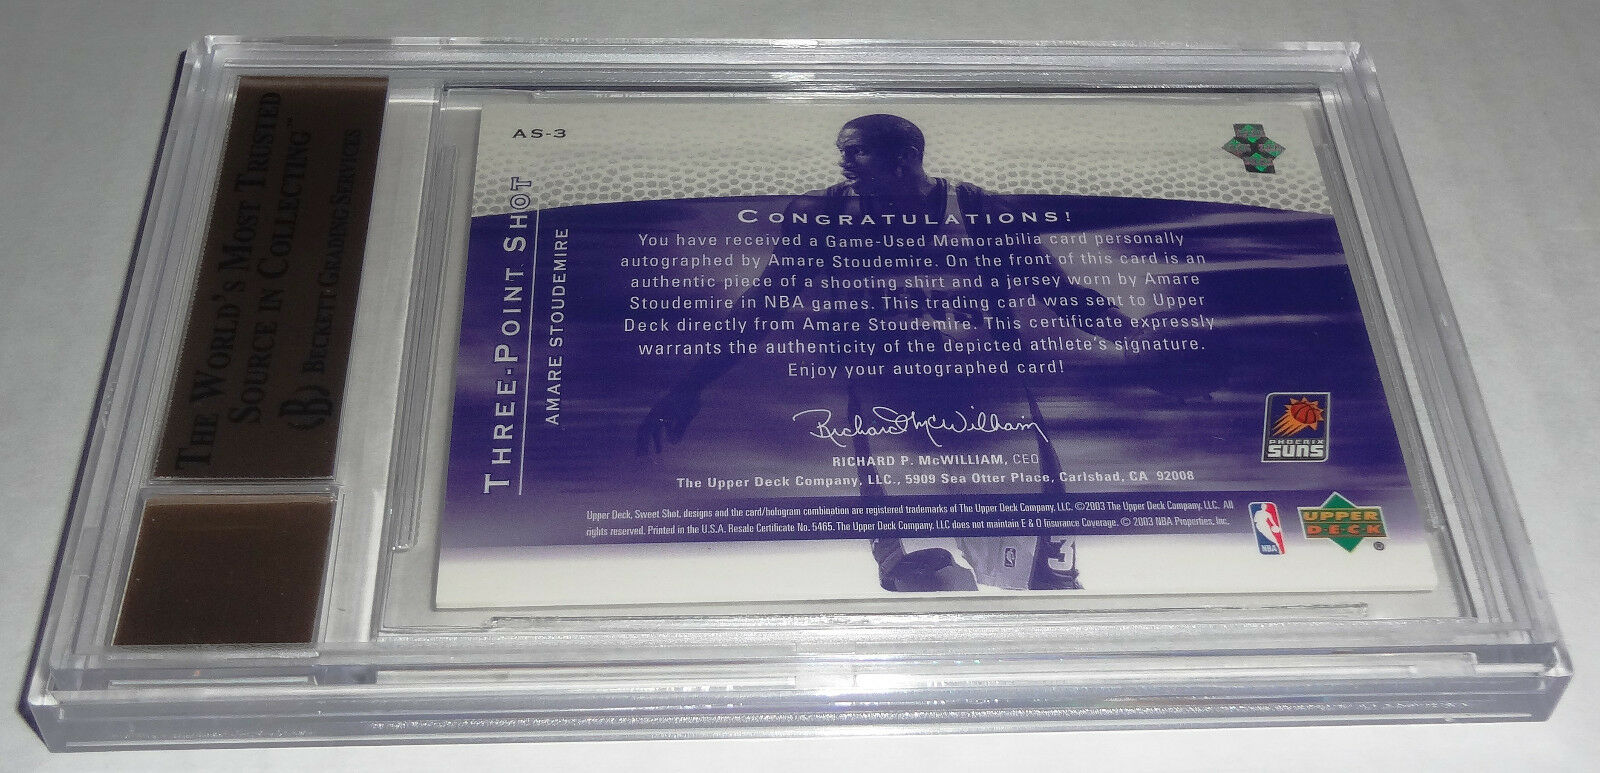 THE WORLD'S MOST TRUSTED
SOURCE IN COLLECTING™
(B) BECKETT GRADING SERVICES
AS-3
THREE-POINT SHOT
AMARE STOUDEMIRE
CONGRATULATIONS!
You have received a Game-Used Memorabilia card personally
autographed by Amare Stoudemire. On the front of this card is an
authentic piece of a shooting shirt and a jersey worn by Amare
Stoudemire in NBA games. This trading card was sent to Upper
Deck directly from Amare Stoudemire. This certificate expressly
warrants the authenticity of the depicted athlete's signature.
Enjoy your autographed card!
Richard McWilliam
RICHARD P. McWILLIAM, CEO
The Upper Deck Company, LLC., 5909 Sea Otter Place, Carlsbad, CA 92008
Upper Deck, Sweet Shot, designs and the card/hologram combination are registered trademarks of The Upper Deck Company, LLC. ©2003 The Upper Deck Company, LLC. All
rights reserved. Printed in the U.S.A. Resale Certificate No. 5465. The Upper Deck Company, LLC does not maintain E & O Insurance Coverage. © 2003 NBA Properties, Inc.
PHOENIX
SUNS
NBA
UPPER
DECK
®
3